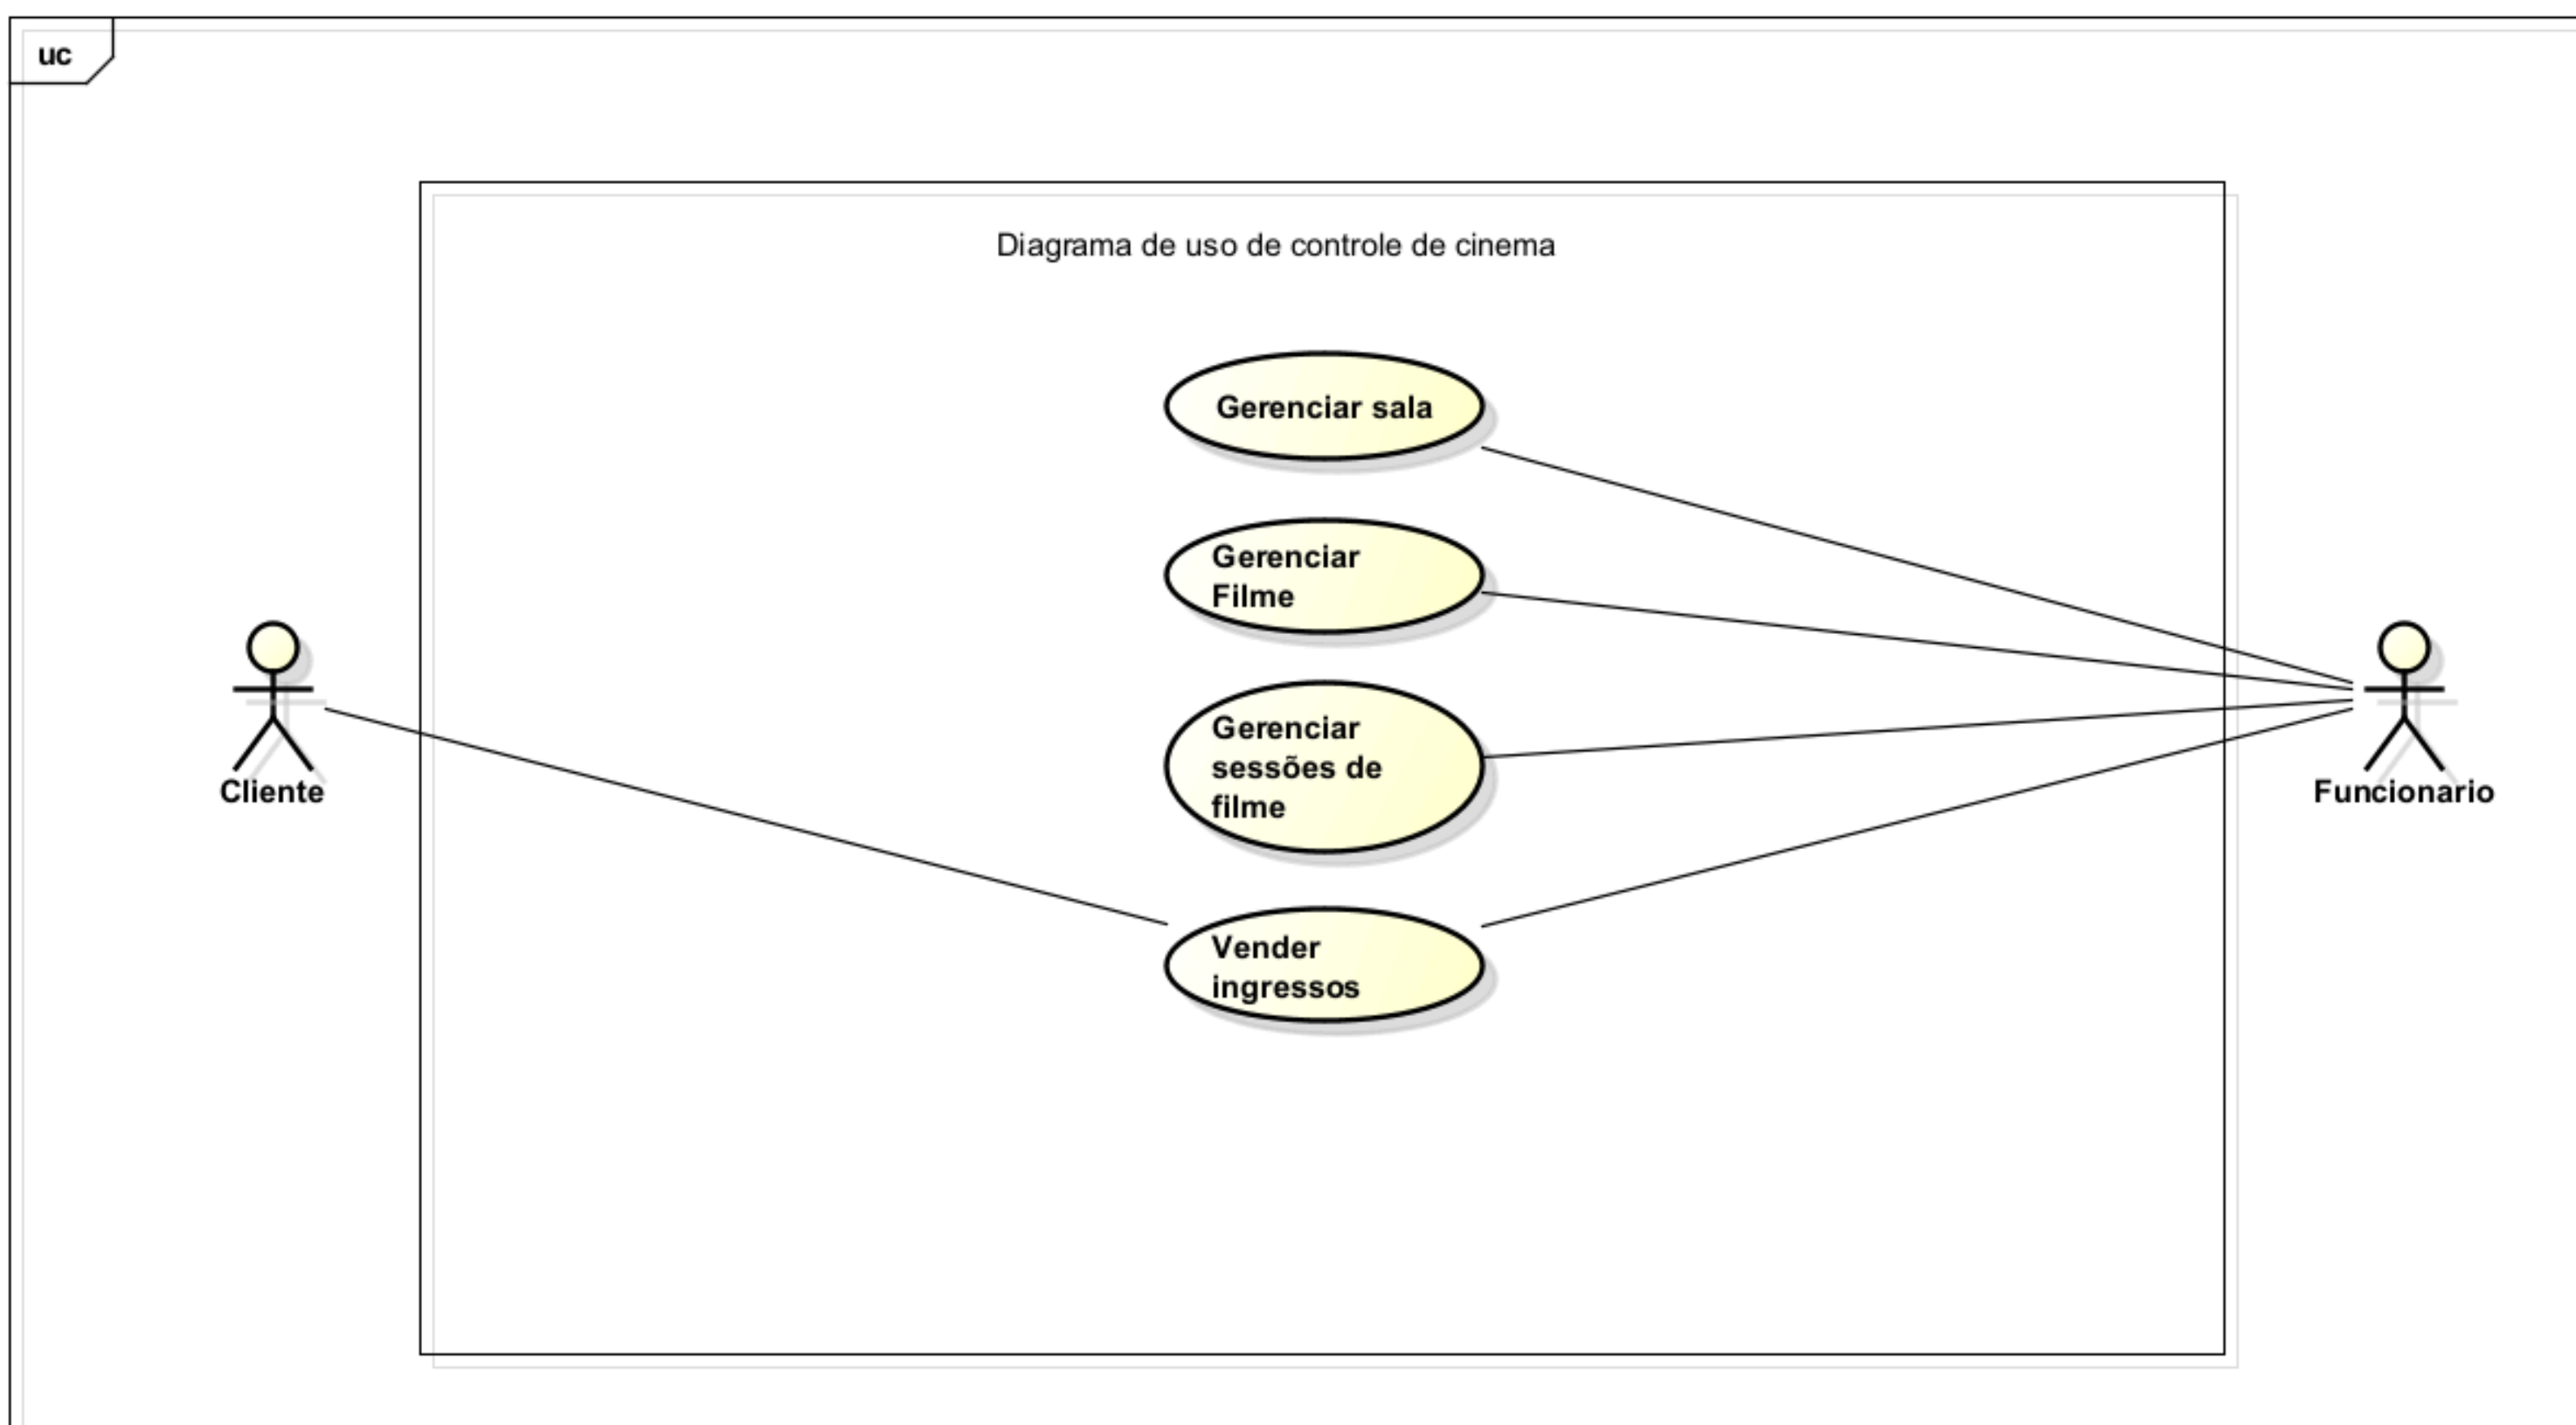 uc
Diagrama de uso de controle de cinema
Gerenciar sala
Gerenciar
Filme
Gerenciar
sessões de
filme
Cliente
Funcionario
Vender
ingressos